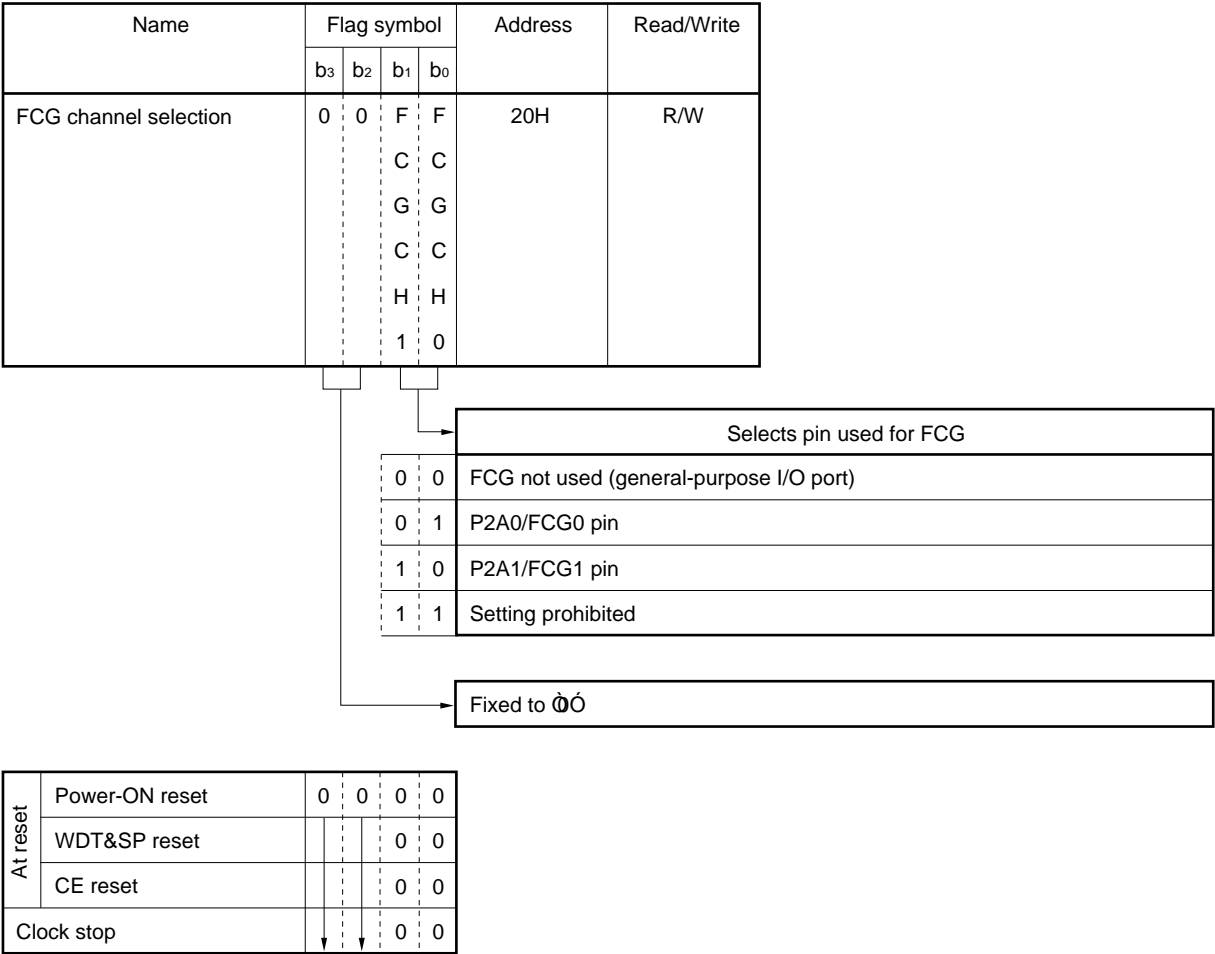 Name Flag symbol Address Read/Write
b3 b2 b1 b0
FCG channel selection 0 0 F F 20H R/W
C C
G G
C C
H H
1 0
Selects pin used for FCG
0 0 FCG not used (general-purpose I/O port)
0 1 P2A0/FCG0 pin
1 0 P2A1/FCG1 pin
1 1 Setting prohibited
Fixed to Ò0Ó
At reset
Power-ON reset 0 0 0 0
WDT&SP reset 0 0
CE reset 0 0
Clock stop 0 0